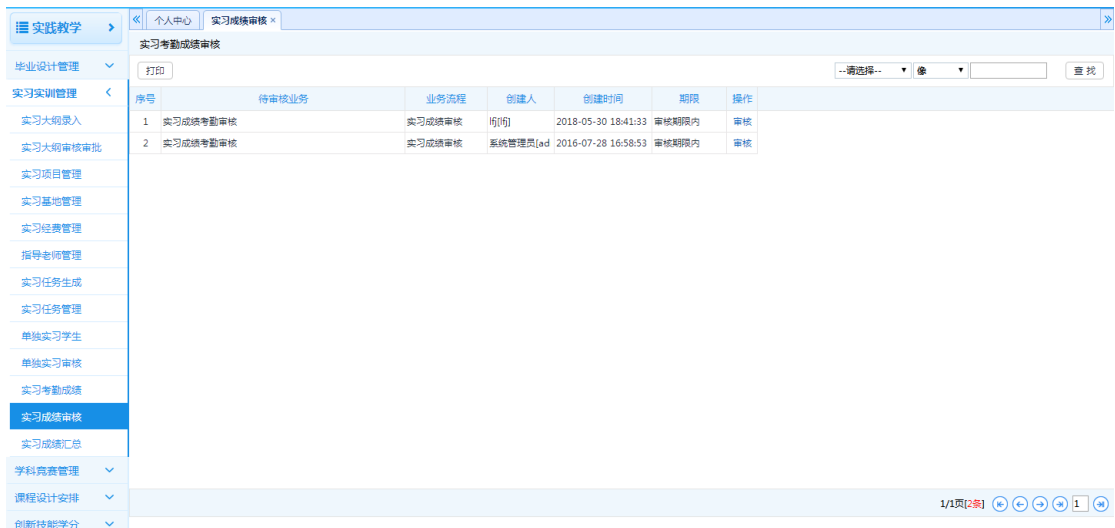 实践教学
个人中心 实习成绩审核 ×
实习考勤成绩审核
毕业设计管理
打印 --请选择-- 像 查找
实习实训管理
序号 待审核业务 业务流程 创建人 创建时间 期限 操作
实习大纲录入
1 实习成绩考勤审核 实习成绩审核 lfj[lfj] 2018-05-30 18:41:33 审核期限内 审核
实习大纲审核审批
2 实习成绩考勤审核 实习成绩审核 系统管理员[ad 2016-07-28 16:58:53 审核期限内 审核
实习项目管理
实习基地管理
实习经费管理
指导老师管理
实习任务生成
实习任务管理
单独实习学生
单独实习审核
实习考勤成绩
实习成绩审核
实习成绩汇总
学科竞赛管理
课程设计安排
1/1页[2条] 1
创新技能学分